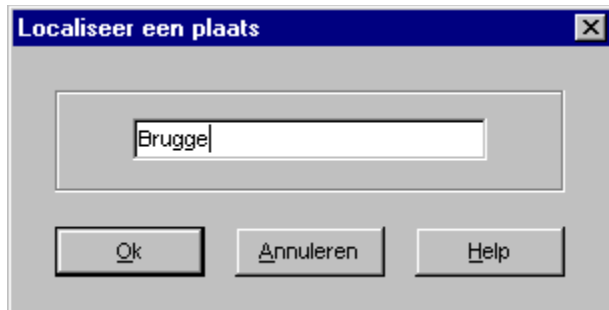 Localiseer een plaats
Brugge
Ok
Annuleren
Help